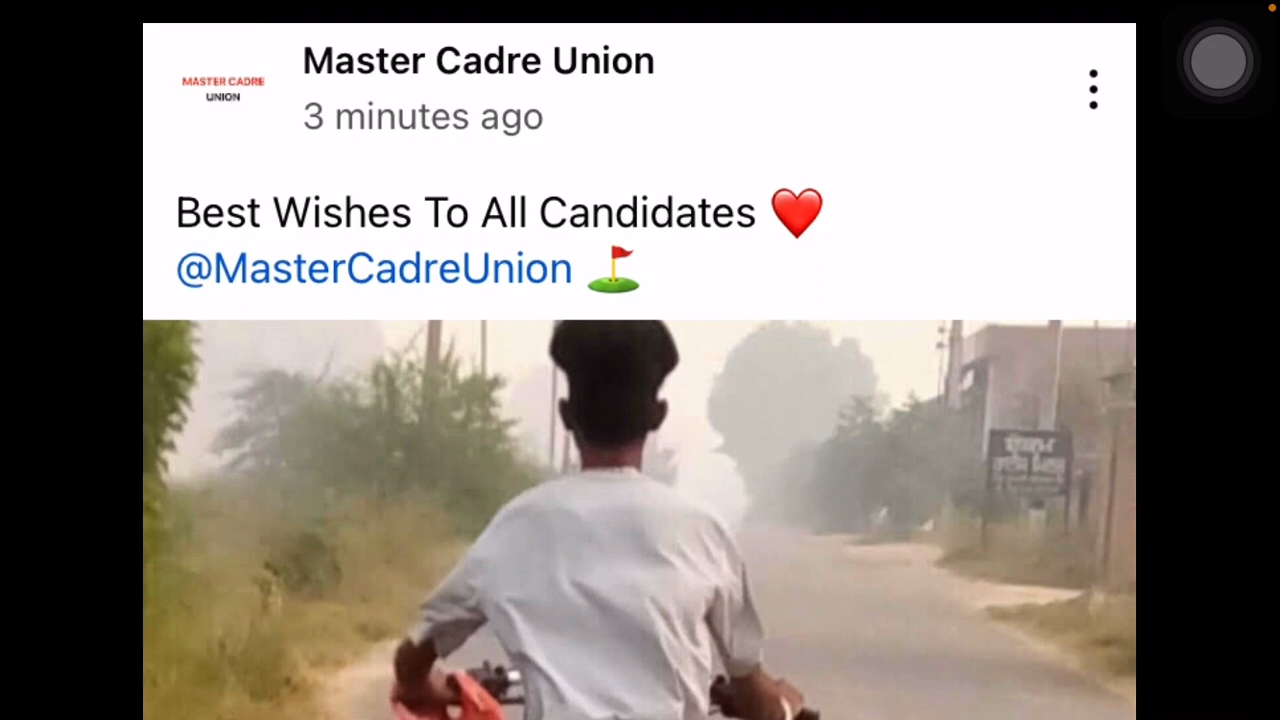 MASTER CADRE
UNION
Master Cadre Union
3 minutes ago
Best Wishes To All Candidates ❤️
@MasterCadreUnion ⛳